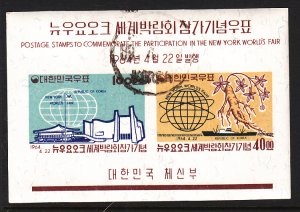 뉴우요오크 세계박람회참가기념우표
POSTAGE STAMPS TO COMMEMORATE THE PARTICIPATION IN THE NEW YORK WORLD'S FAIR
4월 22일 발행
대한민국우표
NEW YORK WORLD'S FAIR
REPUBLIC OF KOREA
대한민국우표
REPUBLIC OF KOREA
1964. 4. 22
뉴우요오크 세계박람회참가기념
1964. 4. 22
뉴우요오크 세계박람회참가기념
40.00
대한민국 체신부